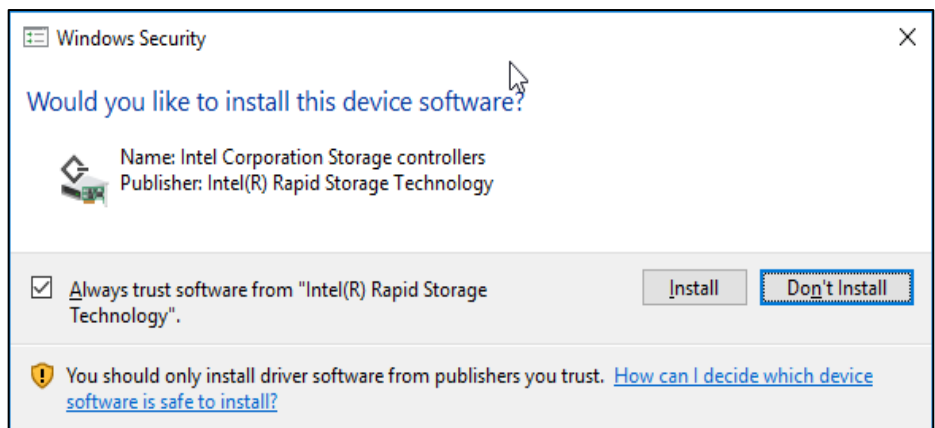 Windows Security
Would you like to install this device software?
Name: Intel Corporation Storage controllers
Publisher: Intel(R) Rapid Storage Technology
Always trust software from "Intel(R) Rapid Storage
Technology".
Install
Don't Install
You should only install driver software from publishers you trust. How can I decide which device
software is safe to install?